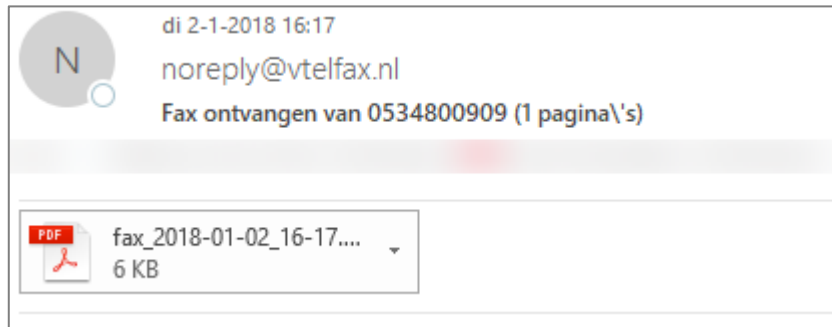 N
di 2-1-2018 16:17
noreply@vtelfax.nl
Fax ontvangen van 0534800909 (1 pagina\'s)
PDF
fax_2018-01-02_16-17....
6 KB